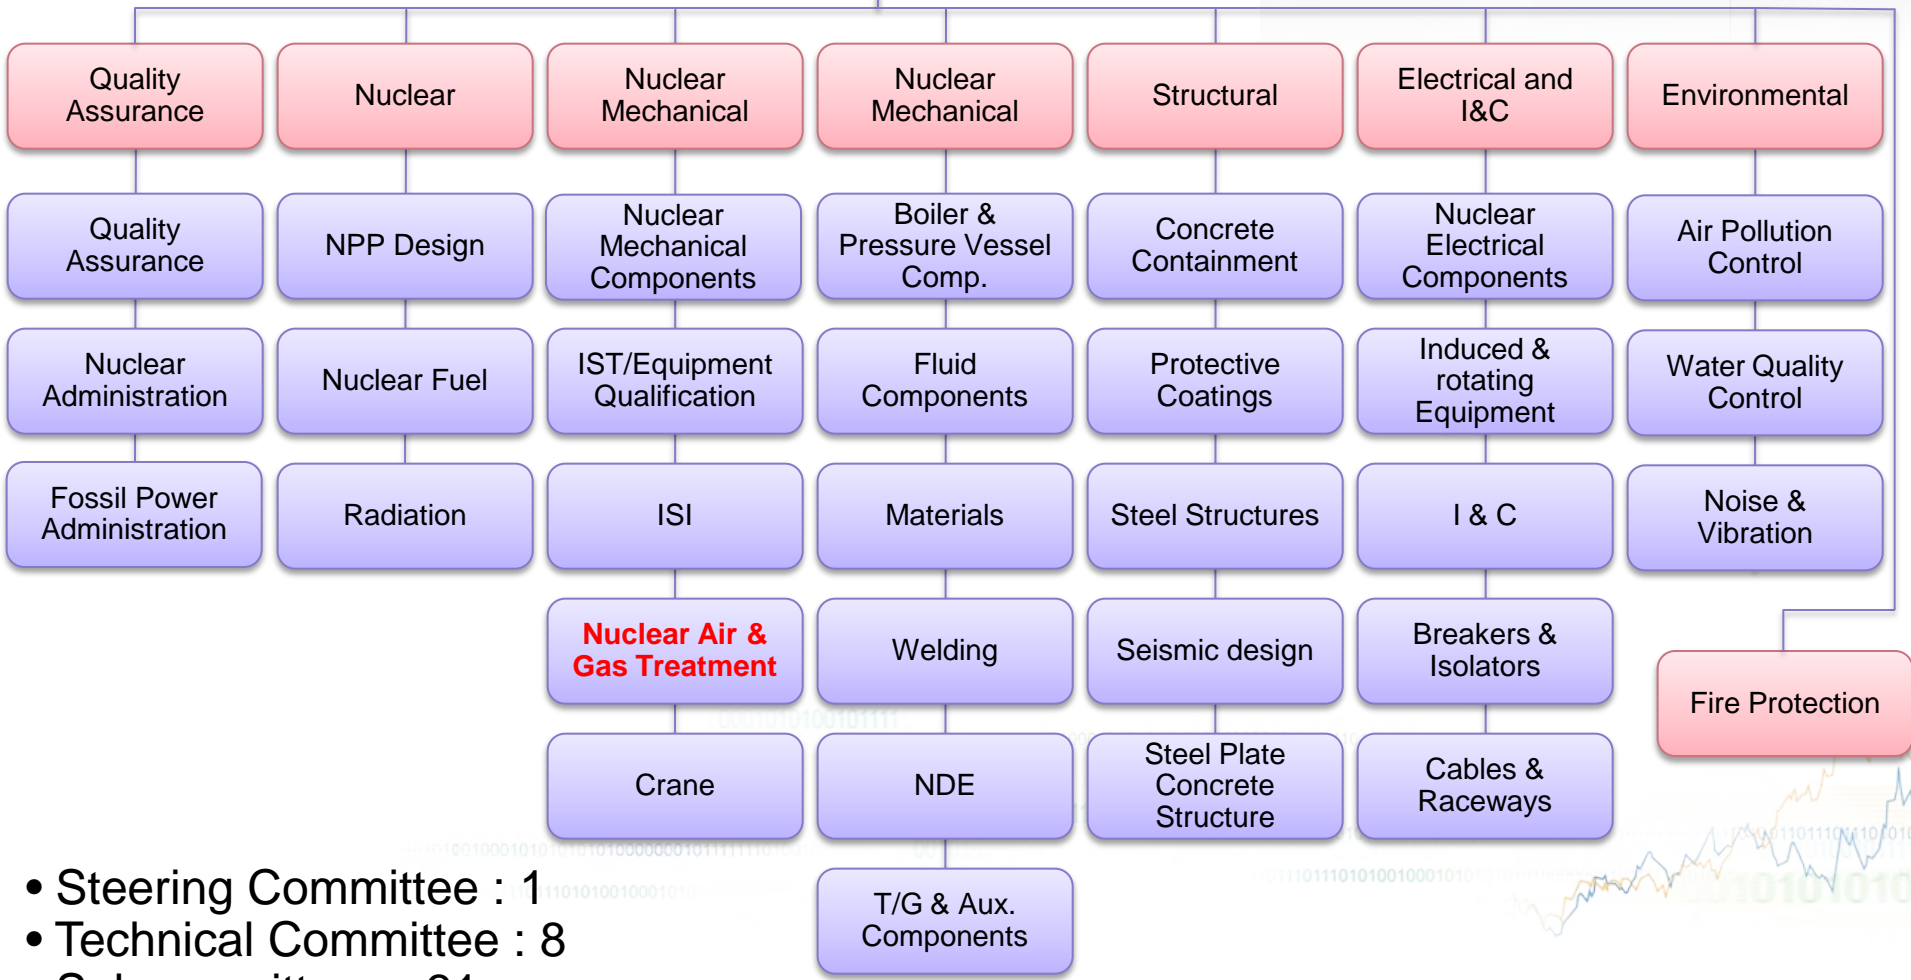 Quality
Assurance
Nuclear
Nuclear
Mechanical
Nuclear
Mechanical
Structural
Electrical and
I&C
Environmental
Quality
Assurance
NPP Design
Nuclear
Mechanical
Components
Boiler &
Pressure Vessel
Comp.
Concrete
Containment
Nuclear
Electrical
Components
Air Pollution
Control
Nuclear
Administration
Nuclear Fuel
IST/Equipment
Qualification
Fluid
Components
Protective
Coatings
Induced &
rotating
Equipment
Water Quality
Control
Fossil Power
Administration
Radiation
ISI
Materials
Steel Structures
I & C
Noise &
Vibration
Nuclear Air &
Gas Treatment
Welding
Seismic design
Breakers &
Isolators
Fire Protection
Crane
NDE
Steel Plate
Concrete
Structure
Cables &
Raceways
T/G & Aux.
Components
• Steering Committee : 1
• Technical Committee : 8